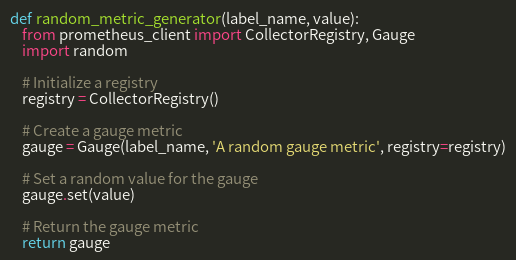 def random_metric_generator(label_name, value):
    from prometheus_client import CollectorRegistry, Gauge
    import random

    # Initialize a registry
    registry = CollectorRegistry()

    # Create a gauge metric
    gauge = Gauge(label_name, 'A random gauge metric', registry=registry)

    # Set a random value for the gauge
    gauge.set(value)

    # Return the gauge metric
    return gauge